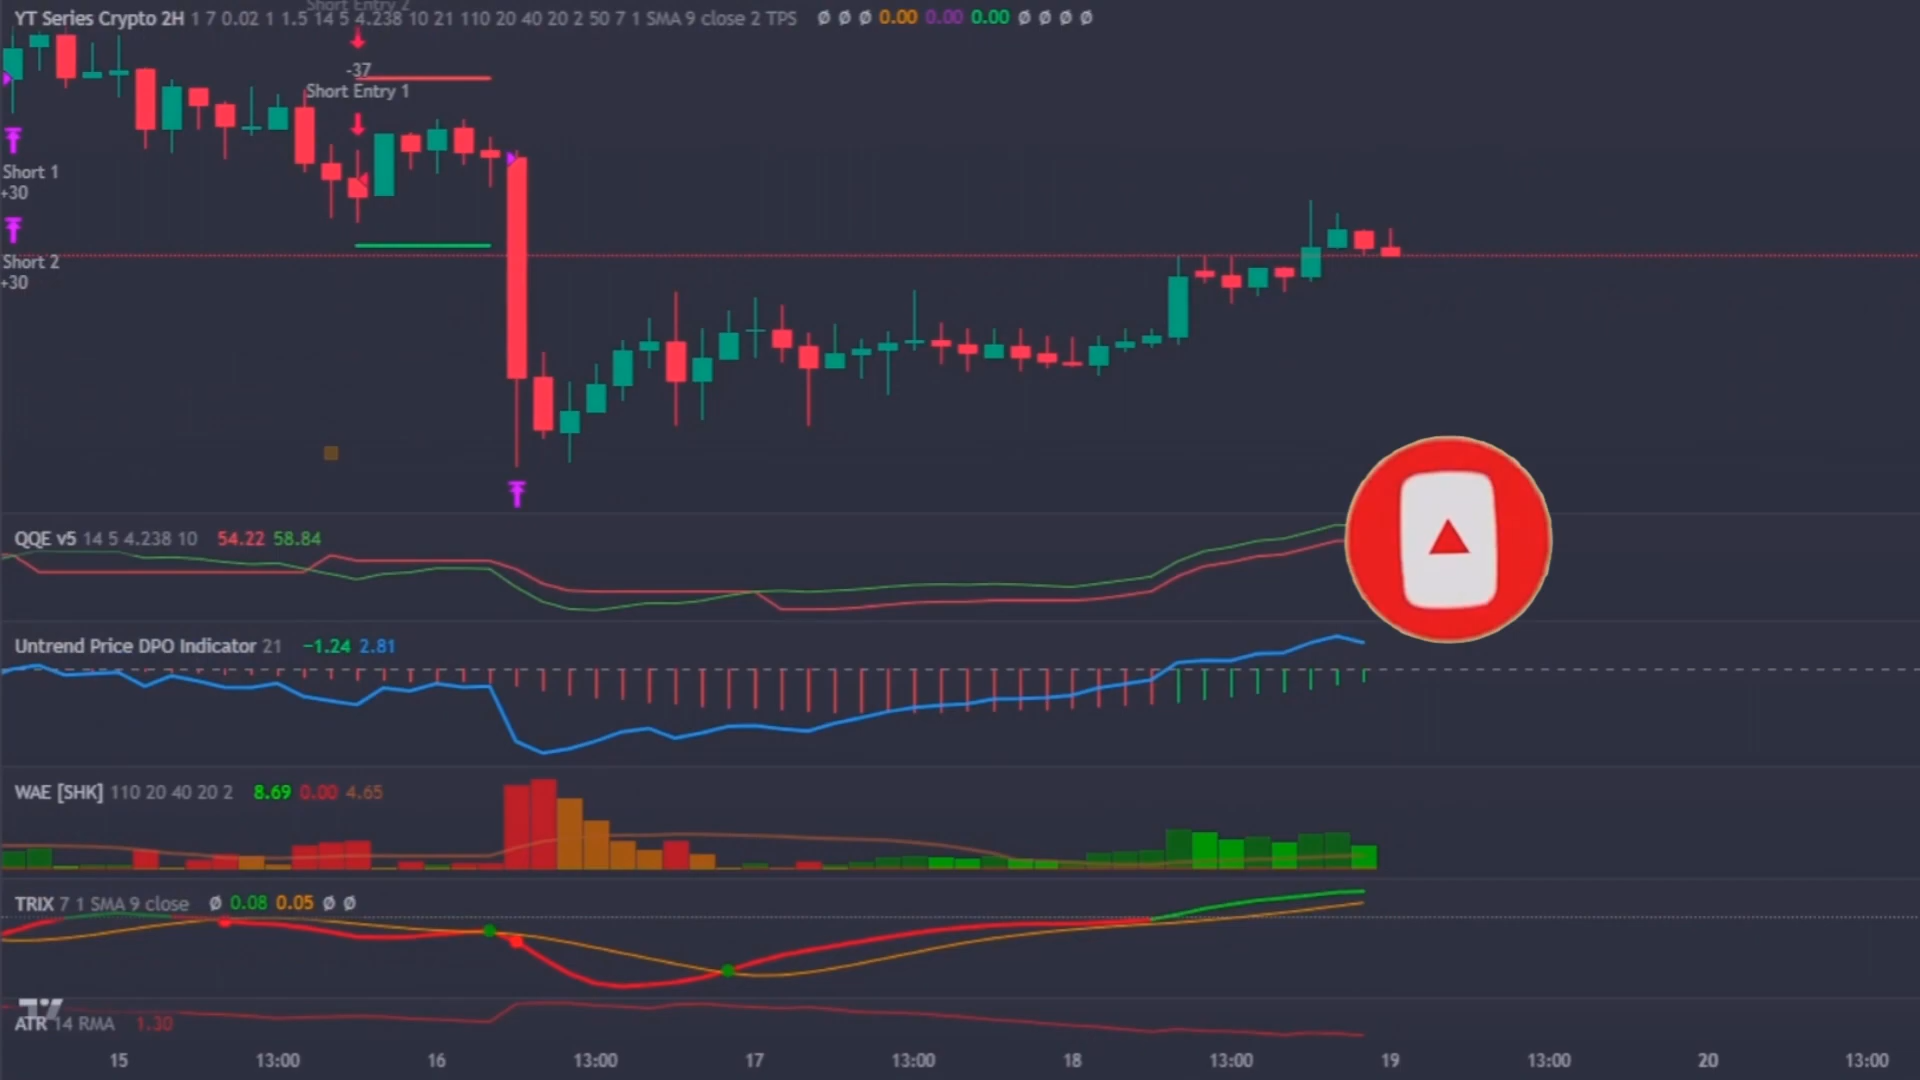 Short Entry 2
YT Series Crypto 2H 1 7 0.02 1 1.5 14 5 4.238 10 21 110 20 40 20 2 50 7 1 SMA 9 close 2 TPS Ø Ø Ø 0.00 0.00 0.00 Ø Ø Ø Ø
-37
Short Entry 1
Short 1
+30
Short 2
+30
QQE v5 14 5 4.238 10 54.22 58.84
Untrend Price DPO Indicator 21 −1.24 2.81
WAE [SHK] 110 20 40 20 2 8.69 0.00 4.65
TRIX 7 1 SMA 9 close Ø 0.08 0.05 Ø Ø
ATR 14 RMA 1.30
15 13:00 16 13:00 17 13:00 18 13:00 19 13:00 20 13:00